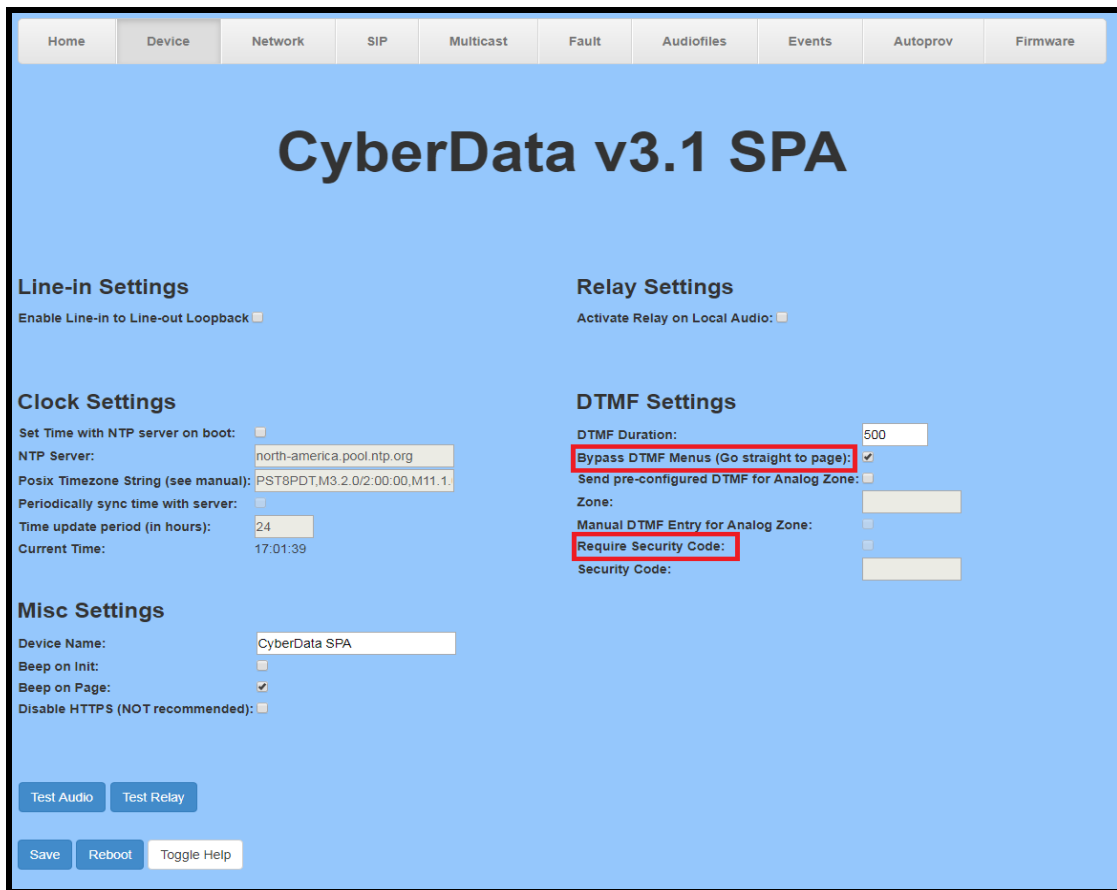 Home Device Network SIP Multicast Fault Audiofiles Events Autoprov Firmware
CyberData v3.1 SPA
Line-in Settings
Enable Line-in to Line-out Loopback
Relay Settings
Activate Relay on Local Audio:
Clock Settings
Set Time with NTP server on boot:
NTP Server: north-america.pool.ntp.org
Posix Timezone String (see manual): PST8PDT,M3.2.0/2:00:00,M11.1.
Periodically sync time with server:
Time update period (in hours): 24
Current Time: 17:01:39
DTMF Settings
DTMF Duration: 500
Bypass DTMF Menus (Go straight to page):
Send pre-configured DTMF for Analog Zone:
Zone:
Manual DTMF Entry for Analog Zone:
Require Security Code:
Security Code:
Misc Settings
Device Name: CyberData SPA
Beep on Init:
Beep on Page:
Disable HTTPS (NOT recommended):
Test Audio Test Relay
Save Reboot Toggle Help